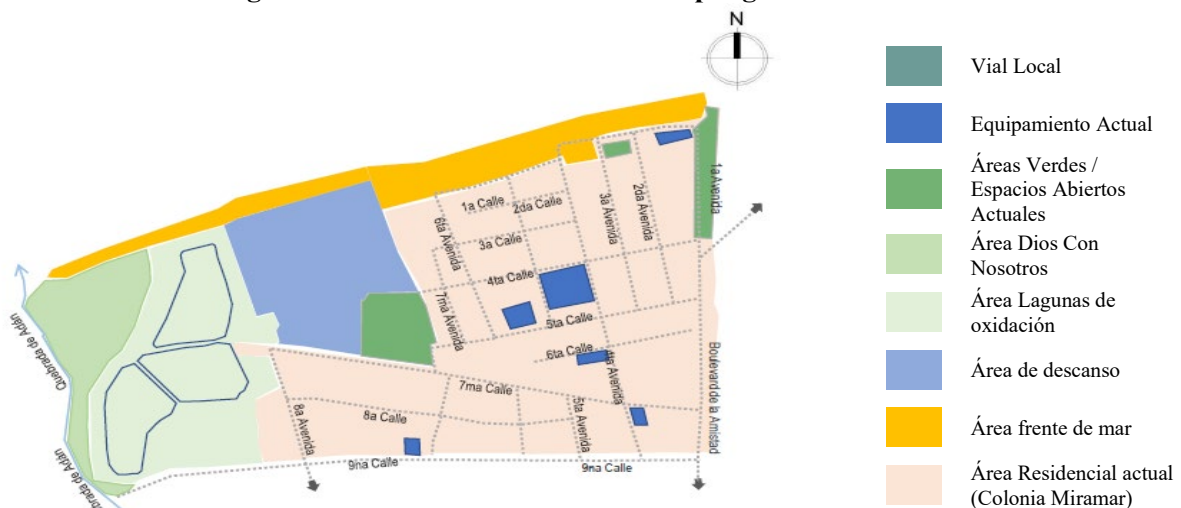 N
Vial Local
Equipamiento Actual
Áreas Verdes /
Espacios Abiertos
Actuales
Área Dios Con
Nosotros
Área Lagunas de
oxidación
Área de descanso
Área frente de mar
Área Residencial actual
(Colonia Miramar)
1a Avenida
2da Avenida
3a Avenida
1a Calle
2da Calle
6ta Avenida
3a Calle
4ta Calle
7ma Avenida
5ta Calle
6ta Calle
4ta Avenida
Boulevard de la Amistad
7ma Calle
8a Calle
8a Avenida
5ta Avenida
9na Calle
9na Calle
Quebrada de Adán
Quebrada de Adán